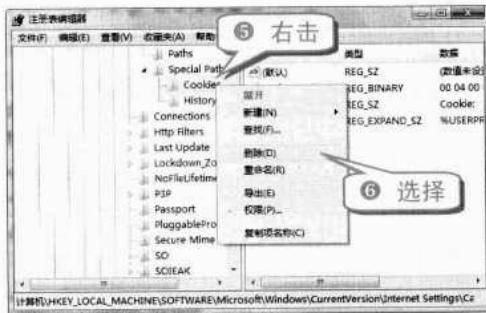 注册表编辑器
文件(F) 编辑(E) 查看(V) 收藏夹(A) 帮助
❺ 右击
Paths
Special Path
Cookie
History
Connections
Http Filters
Last Update
Lockdown_Zo
NoFileLifetime
P3P
Passport
PluggablePro
Secure Mime
SO
SOIEAK
类型 数据
(默认) REG_SZ (数值未设
REG_BINARY 00 04 00
REG_SZ Cookie:
REG_EXPAND_SZ %USERPR
展开
新建(N)
查找(F)...
删除(D)
重命名(R)
导出(E)
权限(P)...
复制项名称(C)
❻ 选择
计算机\HKEY_LOCAL_MACHINE\SOFTWARE\Microsoft\Windows\CurrentVersion\Internet Settings\Ca